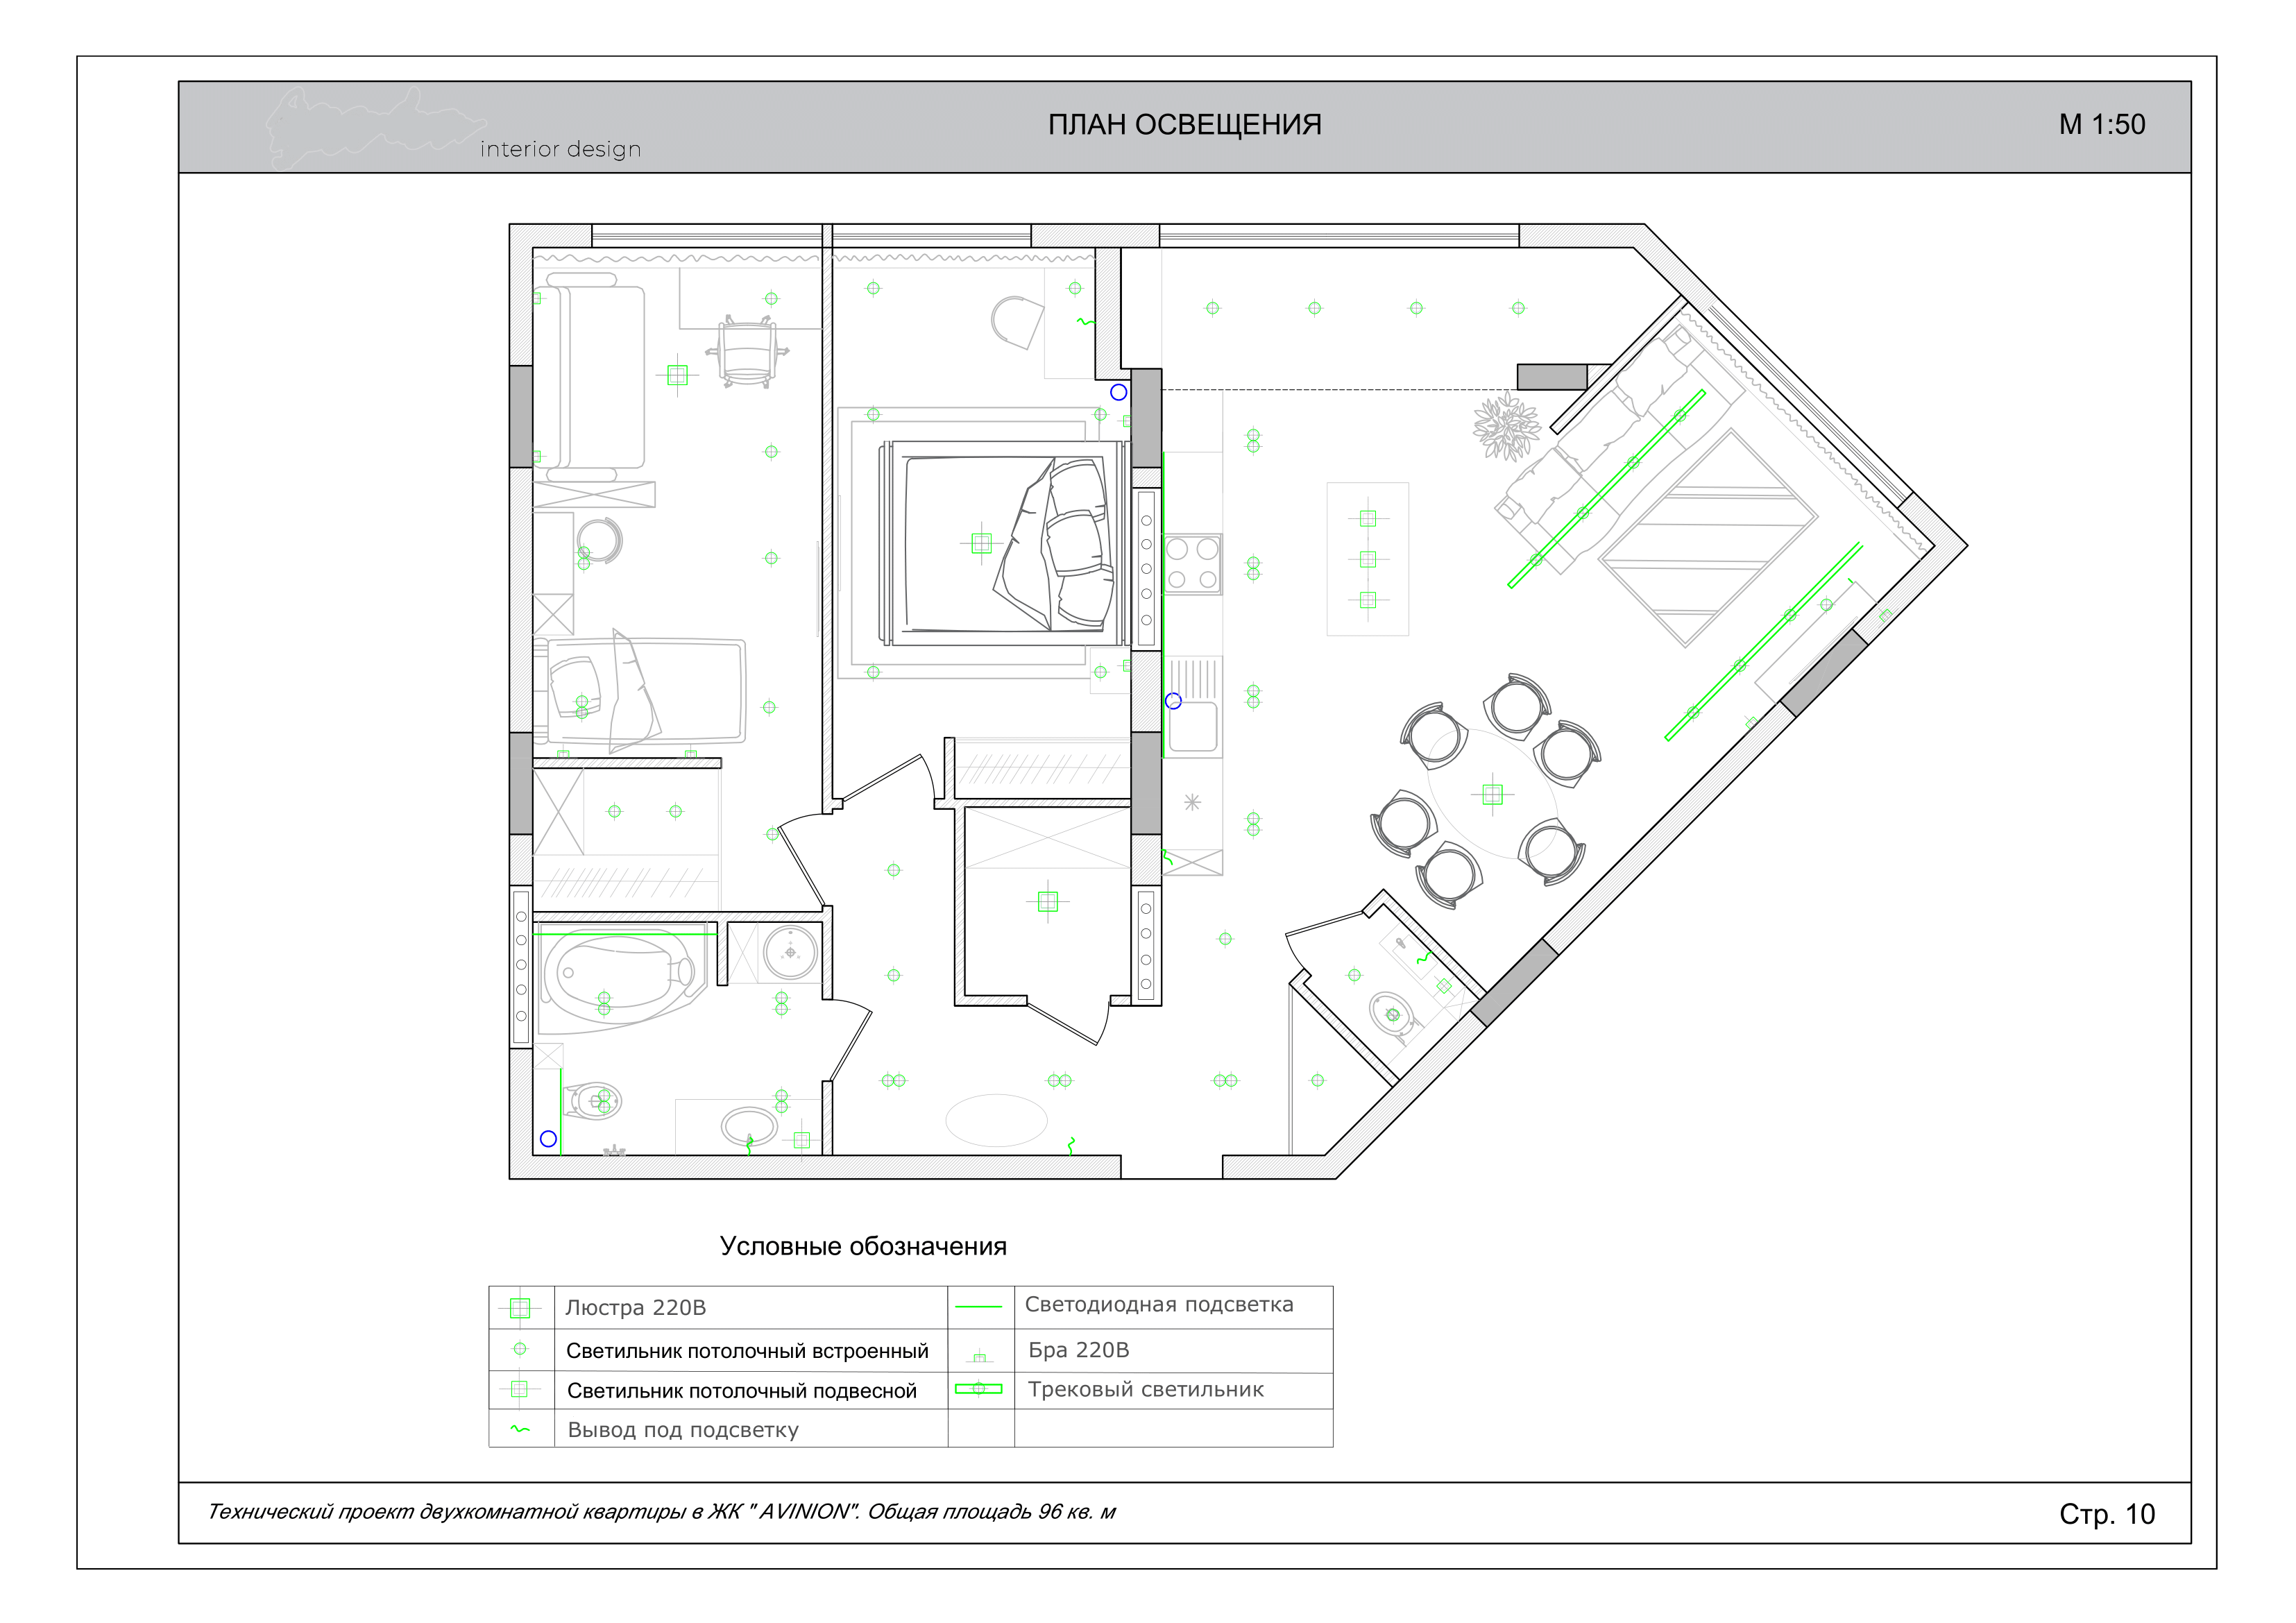 interior design
ПЛАН ОСВЕЩЕНИЯ
М 1:50
Условные обозначения
Люстра 220В
Светодиодная подсветка
Светильник потолочный встроенный
Бра 220В
Светильник потолочный подвесной
Трековый светильник
Вывод под подсветку
Технический проект двухкомнатной квартиры в ЖК " AVINION". Общая площадь 96 кв. м
Стр. 10